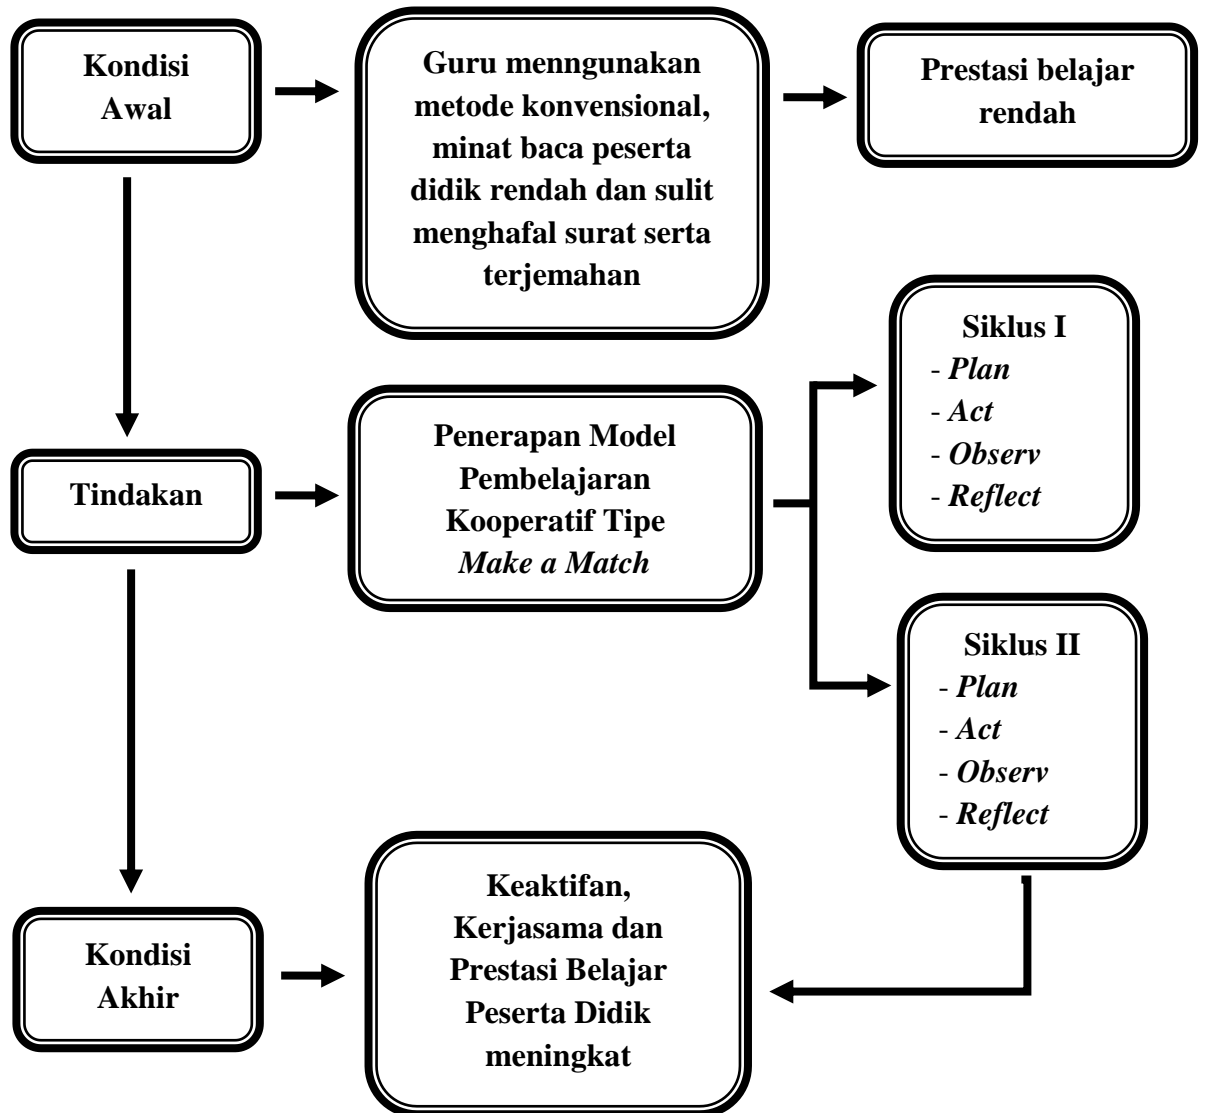 Kondisi
Awal
Guru menngunakan
metode konvensional,
minat baca peserta
didik rendah dan sulit
menghafal surat serta
terjemahan
Prestasi belajar
rendah
Tindakan
Penerapan Model
Pembelajaran
Kooperatif Tipe
Make a Match
Siklus I
- Plan
- Act
- Observ
- Reflect
Siklus II
- Plan
- Act
- Observ
- Reflect
Kondisi
Akhir
Keaktifan,
Kerjasama dan
Prestasi Belajar
Peserta Didik
meningkat